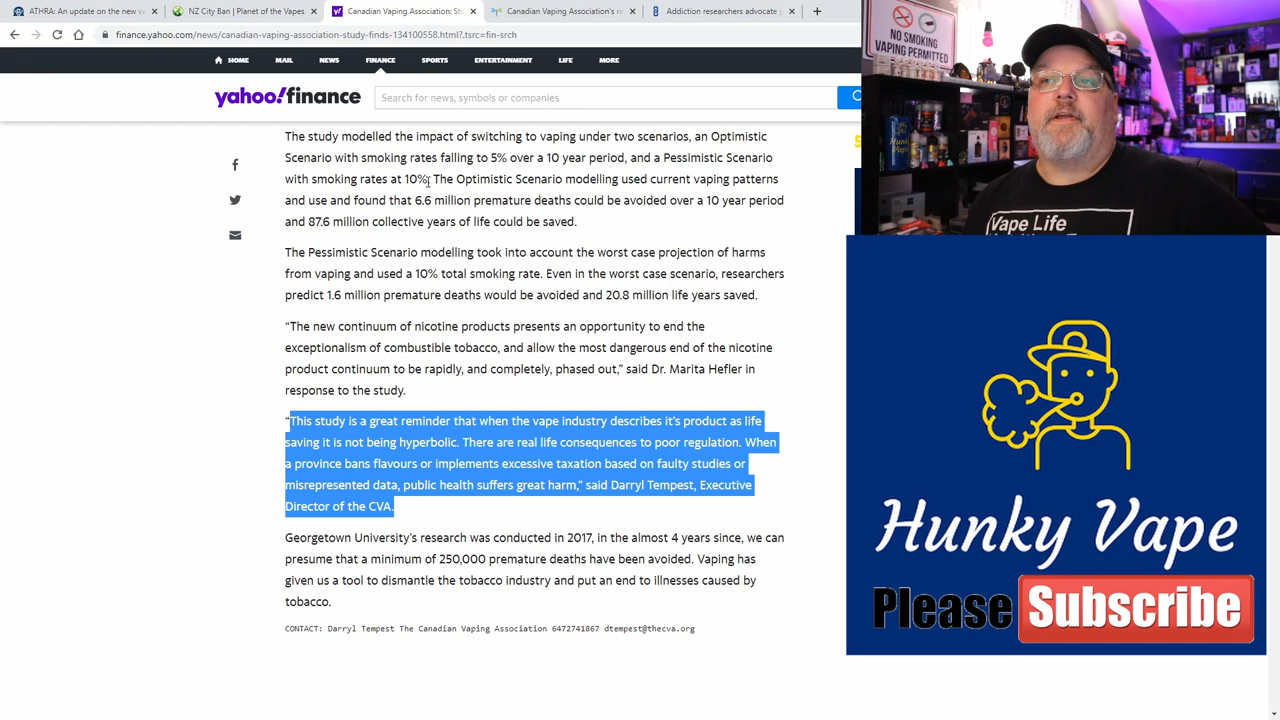 ATHRA: An update on the new va
NZ City Ban | Planet of the Vapes
Canadian Vaping Association: Stu
Canadian Vaping Association's re
Addiction researchers advocate
finance.yahoo.com/news/canadian-vaping-association-study-finds-134100558.html?.tsrc=fin-srch
HOME MAIL NEWS FINANCE SPORTS ENTERTAINMENT LIFE MORE
yahoo!finance
Search for news, symbols or companies
The study modelled the impact of switching to vaping under two scenarios, an Optimistic
Scenario with smoking rates falling to 5% over a 10 year period, and a Pessimistic Scenario
with smoking rates at 10%. The Optimistic Scenario modelling used current vaping patterns
and use and found that 6.6 million premature deaths could be avoided over a 10 year period
and 87.6 million collective years of life could be saved.
The Pessimistic Scenario modelling took into account the worst case projection of harms
from vaping and used a 10% total smoking rate. Even in the worst case scenario, researchers
predict 1.6 million premature deaths would be avoided and 20.8 million life years saved.
“The new continuum of nicotine products presents an opportunity to end the
exceptionalism of combustible tobacco, and allow the most dangerous end of the nicotine
product continuum to be rapidly, and completely, phased out,” said Dr. Marita Hefler in
response to the study.
“This study is a great reminder that when the vape industry describes it’s product as life
saving it is not being hyperbolic. There are real life consequences to poor regulation. When
a province bans flavours or implements excessive taxation based on faulty studies or
misrepresented data, public health suffers great harm,” said Darryl Tempest, Executive
Director of the CVA.
Georgetown University’s research was conducted in 2017, in the almost 4 years since, we can
presume that a minimum of 250,000 premature deaths have been avoided. Vaping has
given us a tool to dismantle the tobacco industry and put an end to illnesses caused by
tobacco.
CONTACT: Darryl Tempest The Canadian Vaping Association 6472741867 dtempest@thecva.org
NO SMOKING
VAPING PERMITTED
Vape Life
Hunky Vape
Please Subscribe